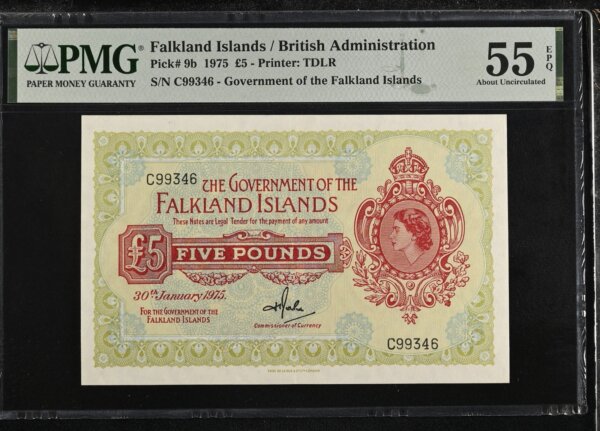 PMG®
PAPER MONEY GUARANTY
Falkland Islands / British Administration
Pick# 9b 1975 £5 - Printer: TDLR
S/N C99346 - Government of the Falkland Islands
55 EPQ
About Uncirculated
C99346
THE GOVERNMENT OF THE
FALKLAND ISLANDS
These Notes are Legal Tender for the payment of any amount
£5 FIVE POUNDS
30th January 1975.
FOR THE GOVERNMENT OF THE
FALKLAND ISLANDS
Commissioner of Currency
C99346